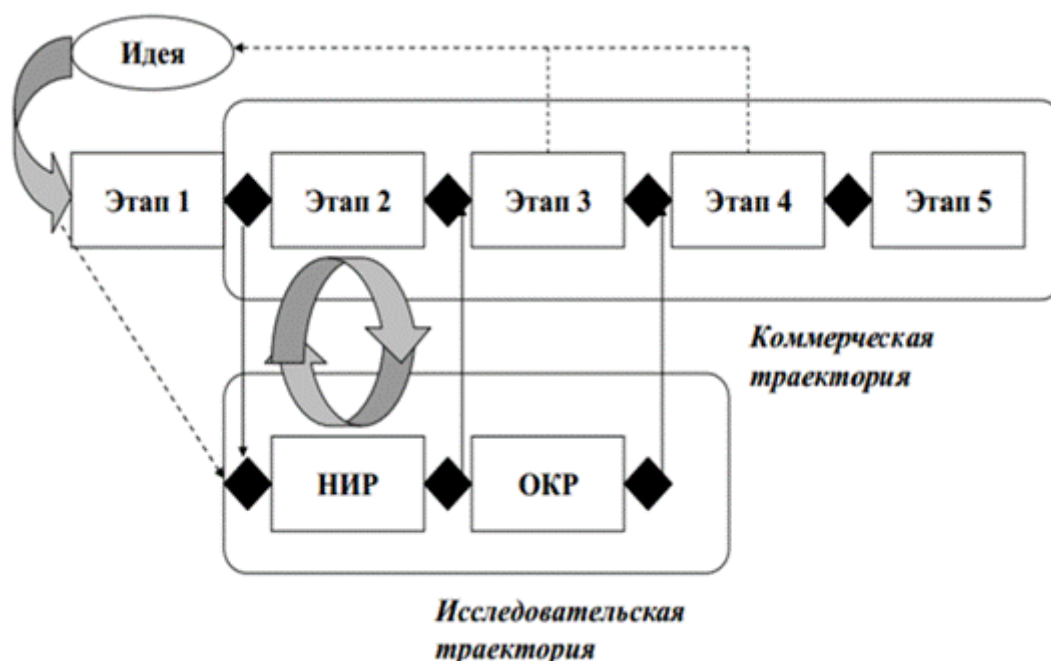 Идея
Этап 1
Этап 2
Этап 3
Этап 4
Этап 5
Коммерческая
траектория
НИР
ОКР
Исследовательская
траектория